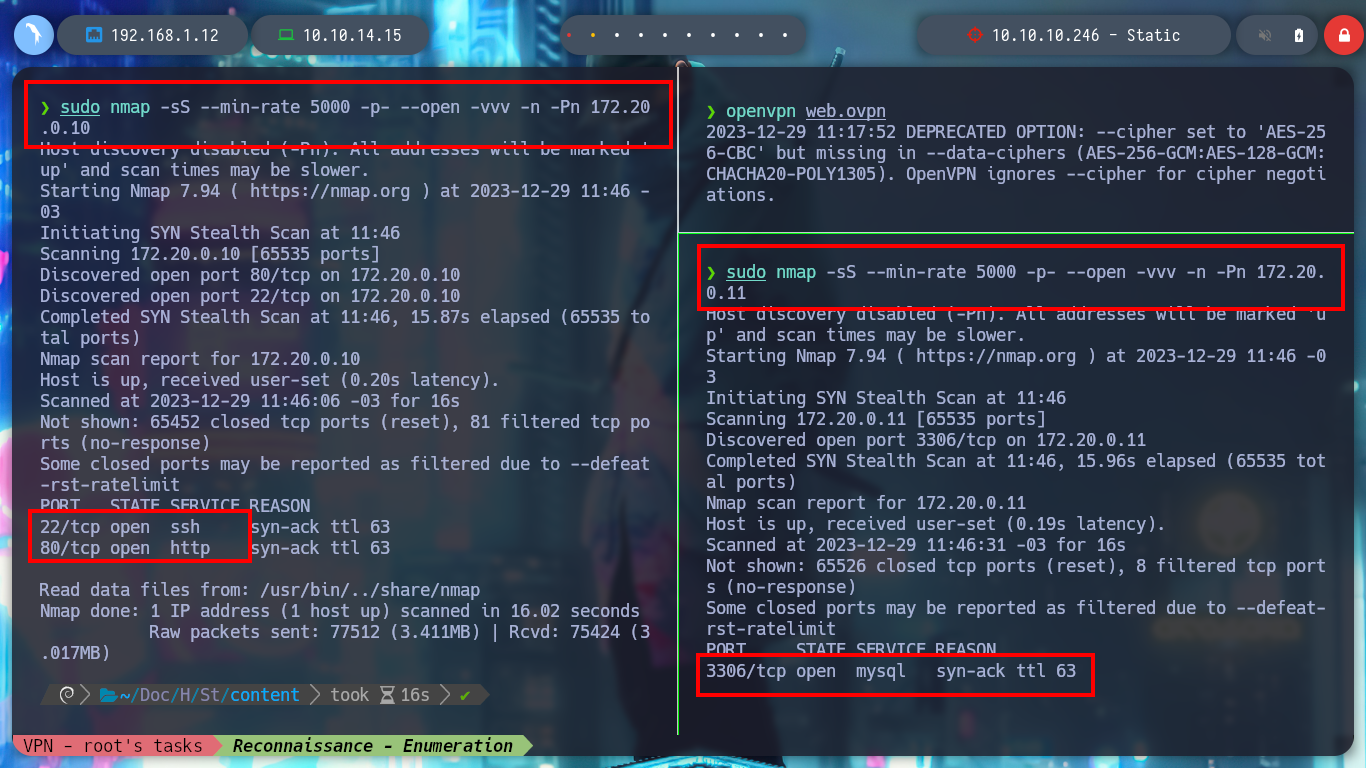 192.168.1.12
10.10.14.15
10.10.10.246 - Static
❯ sudo nmap -sS --min-rate 5000 -p- --open -vvv -n -Pn 172.20
.0.10
Host discovery disabled (-Pn). All addresses will be marked '
up' and scan times may be slower.
Starting Nmap 7.94 ( https://nmap.org ) at 2023-12-29 11:46 -
03
Initiating SYN Stealth Scan at 11:46
Scanning 172.20.0.10 [65535 ports]
Discovered open port 80/tcp on 172.20.0.10
Discovered open port 22/tcp on 172.20.0.10
Completed SYN Stealth Scan at 11:46, 15.87s elapsed (65535 to
tal ports)
Nmap scan report for 172.20.0.10
Host is up, received user-set (0.20s latency).
Scanned at 2023-12-29 11:46:06 -03 for 16s
Not shown: 65452 closed tcp ports (reset), 81 filtered tcp po
rts (no-response)
Some closed ports may be reported as filtered due to --defeat
-rst-ratelimit
PORT   STATE SERVICE REASON
22/tcp open  ssh     syn-ack ttl 63
80/tcp open  http    syn-ack ttl 63
Read data files from: /usr/bin/../share/nmap
Nmap done: 1 IP address (1 host up) scanned in 16.02 seconds
Raw packets sent: 77512 (3.411MB) | Rcvd: 75424 (3
.017MB)
~/Doc/H/St/content took 16s ✔
❯ openvpn web.ovpn
2023-12-29 11:17:52 DEPRECATED OPTION: --cipher set to 'AES-25
6-CBC' but missing in --data-ciphers (AES-256-GCM:AES-128-GCM:
CHACHA20-POLY1305). OpenVPN ignores --cipher for cipher negoti
ations.
❯ sudo nmap -sS --min-rate 5000 -p- --open -vvv -n -Pn 172.20.
0.11
Host discovery disabled (-Pn). All addresses will be marked 'u
p' and scan times may be slower.
Starting Nmap 7.94 ( https://nmap.org ) at 2023-12-29 11:46 -0
3
Initiating SYN Stealth Scan at 11:46
Scanning 172.20.0.11 [65535 ports]
Discovered open port 3306/tcp on 172.20.0.11
Completed SYN Stealth Scan at 11:46, 15.96s elapsed (65535 tot
al ports)
Nmap scan report for 172.20.0.11
Host is up, received user-set (0.19s latency).
Scanned at 2023-12-29 11:46:31 -03 for 16s
Not shown: 65526 closed tcp ports (reset), 8 filtered tcp port
s (no-response)
Some closed ports may be reported as filtered due to --defeat-
rst-ratelimit
PORT     STATE SERVICE REASON
3306/tcp open  mysql   syn-ack ttl 63
VPN - root's tasks
Reconnaissance - Enumeration